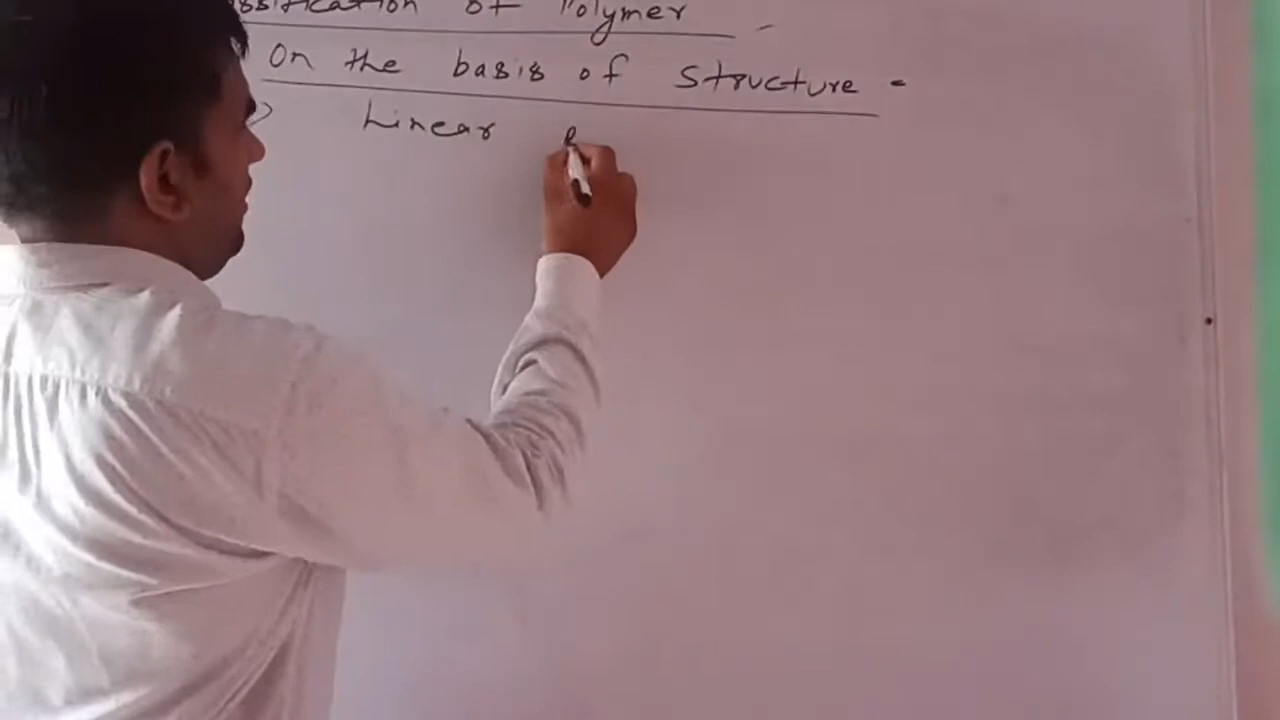 of Polymer
On the basis of Structure -
Linear P